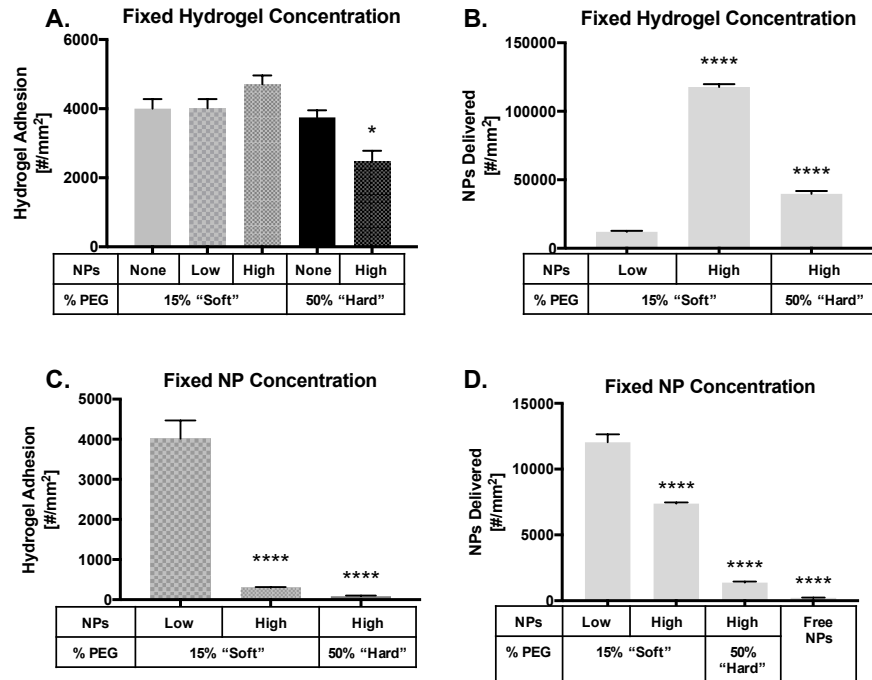 A.
Fixed Hydrogel Concentration
Hydrogel Adhesion
[#/mm²]
6000
4000
2000
0
*
NPs None Low High None High
% PEG 15% “Soft” 50% “Hard”
B.
Fixed Hydrogel Concentration
NPs Delivered
[#/mm²]
150000
100000
50000
0
****
****
NPs Low High High
% PEG 15% “Soft” 50% “Hard”
C.
Fixed NP Concentration
Hydrogel Adhesion
[#/mm²]
5000
4000
3000
2000
1000
0
****
****
NPs Low High High
% PEG 15% “Soft” 50% “Hard”
D.
Fixed NP Concentration
NPs Delivered
[#/mm²]
15000
10000
5000
0
****
****
****
NPs Low High High Free
NPs
% PEG 15% “Soft” 50%
“Hard”